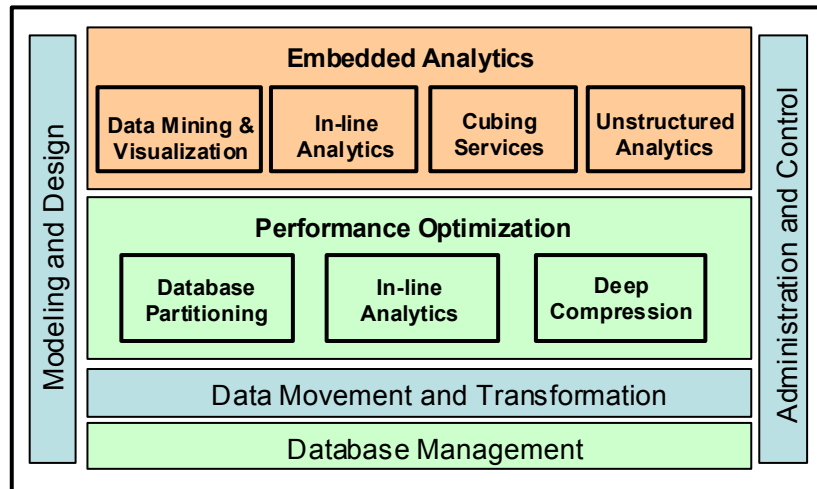 Modeling and Design
Embedded Analytics
Data Mining &
Visualization
In-line
Analytics
Cubing
Services
Unstructured
Analytics
Performance Optimization
Database
Partitioning
In-line
Analytics
Deep
Compression
Data Movement and Transformation
Database Management
Administration and Control